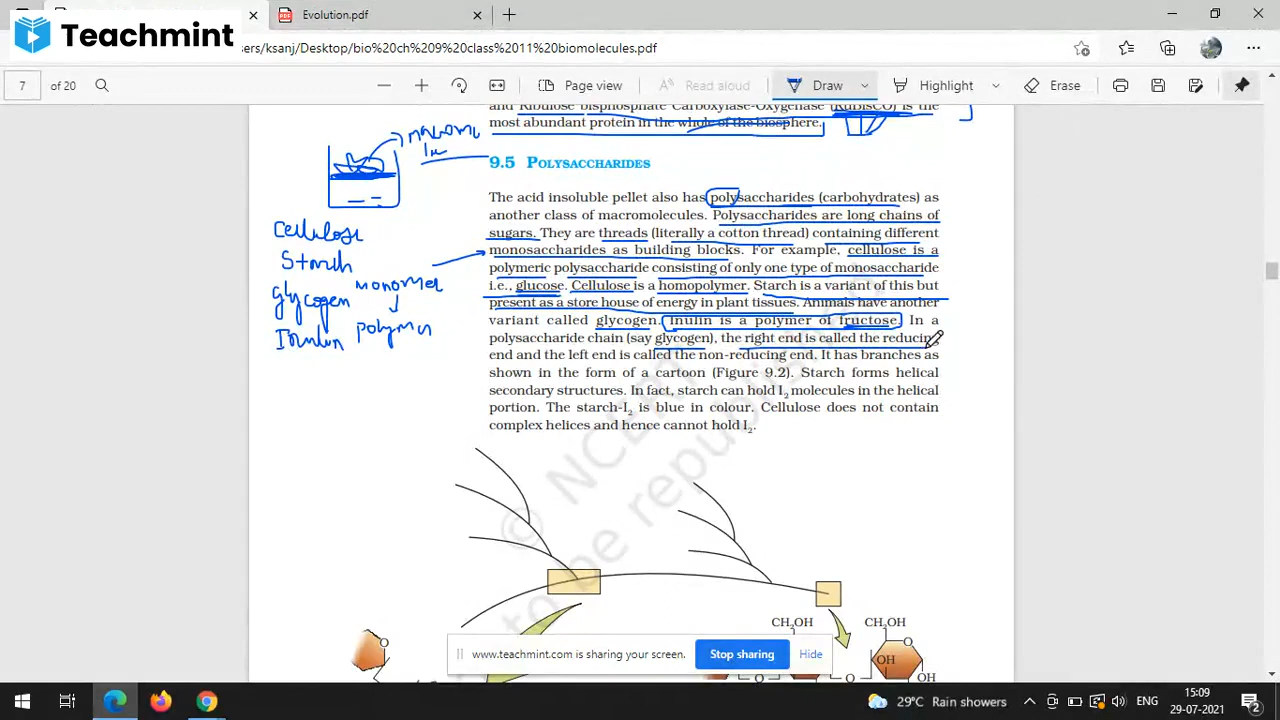 Evolution.pdf
Teachmint
ers/ksanj/Desktop/bio%20ch%209%20class%2011%20biomolecules.pdf
7 of 20
Page view
Read aloud
Draw
Highlight
Erase
and Ribulose bisphosphate Carboxylase-Oxygenase (RuBisCO) is the
most abundant protein in the whole of the biosphere.
9.5 POLYSACCHARIDES
The acid insoluble pellet also has polysaccharides (carbohydrates) as
another class of macromolecules. Polysaccharides are long chains of
sugars. They are threads (literally a cotton thread) containing different
monosaccharides as building blocks. For example, cellulose is a
polymeric polysaccharide consisting of only one type of monosaccharide
i.e., glucose. Cellulose is a homopolymer. Starch is a variant of this but
present as a store house of energy in plant tissues. Animals have another
variant called glycogen. Inulin is a polymer of fructose. In a
polysaccharide chain (say glycogen), the right end is called the reducing
end and the left end is called the non-reducing end. It has branches as
shown in the form of a cartoon (Figure 9.2). Starch forms helical
secondary structures. In fact, starch can hold I2 molecules in the helical
portion. The starch-I2 is blue in colour. Cellulose does not contain
complex helices and hence cannot hold I2.
Cellulose
Starch
Glycogen
Inulin
monomer
polymer
© NCERT
to be republished
CH2OH CH2OH
O O
OH
O O OH
www.teachmint.com is sharing your screen.
Stop sharing
Hide
29°C Rain showers
ENG
15:09
29-07-2021
2